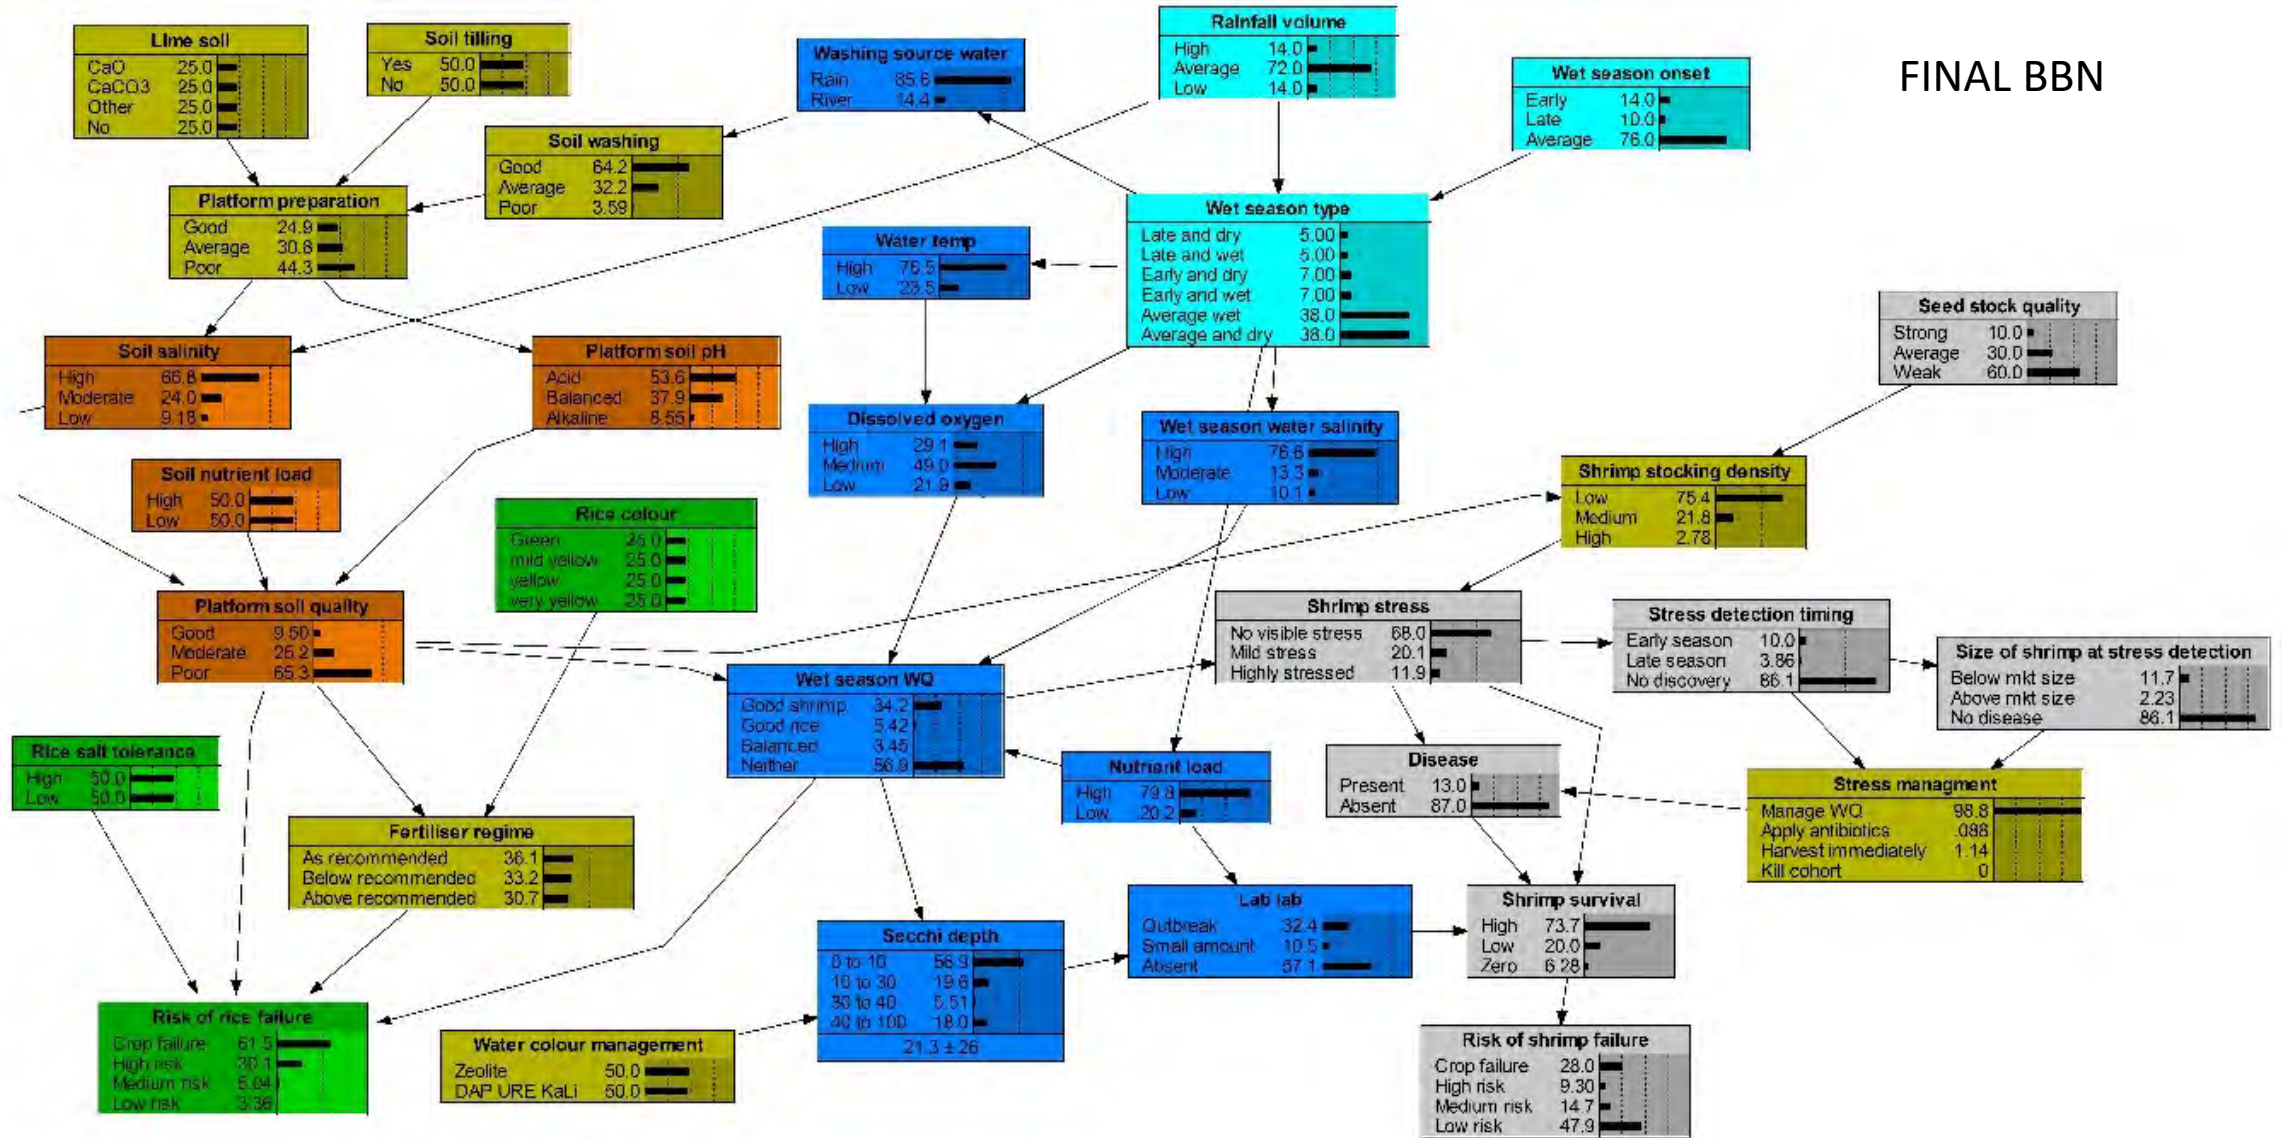 FINAL BBN
Lime soil
CaO 25.0
CaCO3 25.0
Other 25.0
No 25.0
Soil tilling
Yes 50.0
No 50.0
Washing source water
Rain 85.6
River 14.4
Rainfall volume
High 14.0
Average 72.0
Low 14.0
Wet season onset
Early 14.0
Late 10.0
Average 76.0
Soil washing
Good 64.2
Average 32.2
Poor 3.59
Platform preparation
Good 24.9
Average 30.8
Poor 44.3
Water temp
High 76.5
Low 23.5
Wet season type
Late and dry 5.00
Late and wet 5.00
Early and dry 7.00
Early and wet 7.00
Average wet 38.0
Average and dry 38.0
Seed stock quality
Strong 10.0
Average 30.0
Weak 60.0
Soil salinity
High 66.8
Moderate 24.0
Low 9.18
Platform soil pH
Acid 53.6
Balanced 37.9
Alkaline 8.55
Dissolved oxygen
High 29.1
Medium 49.0
Low 21.9
Wet season water salinity
High 76.6
Moderate 13.3
Low 10.1
Shrimp stocking density
Low 75.4
Medium 21.8
High 2.78
Soil nutrient load
High 50.0
Low 50.0
Rice colour
Green 25.0
mild yellow 25.0
yellow 25.0
very yellow 25.0
Platform soil quality
Good 9.50
Moderate 25.2
Poor 65.3
Shrimp stress
No visible stress 68.0
Mild stress 20.1
Highly stressed 11.9
Stress detection timing
Early season 10.0
Late season 3.86
No discovery 86.1
Size of shrimp at stress detection
Below mkt size 11.7
Above mkt size 2.23
No disease 86.1
Wet season WQ
Good shrimp 34.2
Good rice 5.42
Balanced 3.45
Neither 56.9
Rice salt tolerance
High 50.0
Low 50.0
Nutrient load
High 79.8
Low 20.2
Disease
Present 13.0
Absent 87.0
Stress managment
Manage WQ 98.8
Apply antibiotics .088
Harvest immediately 1.14
Kill cohort 0
Fertiliser regime
As recommended 36.1
Below recommended 33.2
Above recommended 30.7
Lab lab
Outbreak 32.4
Small amount 10.5
Absent 57.1
Shrimp survival
High 73.7
Low 20.0
Zero 6.28
Secchi depth
0 to 10 56.9
10 to 30 19.6
30 to 40 5.51
40 to 100 18.0
21.3 ± 26
Risk of rice failure
Crop failure 61.5
High risk 30.1
Medium risk 5.04
Low risk 3.36
Water colour management
Zeolite 50.0
DAP URE KaLi 50.0
Risk of shrimp failure
Crop failure 28.0
High risk 9.30
Medium risk 14.7
Low risk 47.9